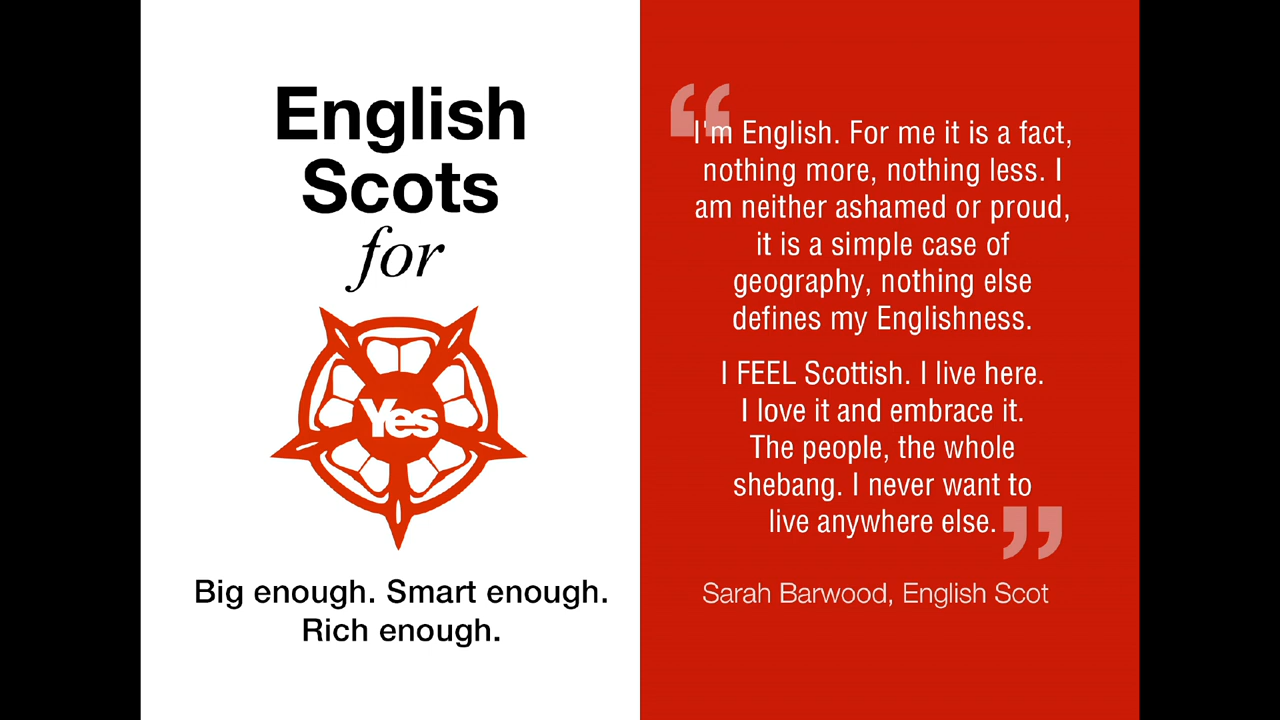 English
Scots
for
Yes
Big enough. Smart enough.
Rich enough.
“I'm English. For me it is a fact,
nothing more, nothing less. I
am neither ashamed or proud,
it is a simple case of
geography, nothing else
defines my Englishness.
I FEEL Scottish. I live here.
I love it and embrace it.
The people, the whole
shebang. I never want to
live anywhere else.”
Sarah Barwood, English Scot